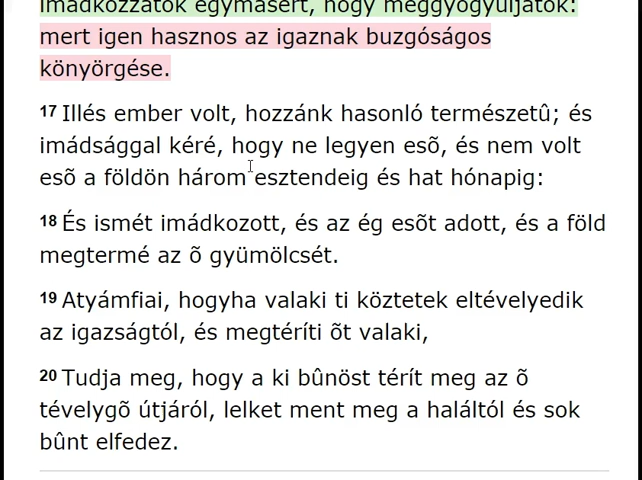 imádkozzatok egymásért, hogy meggyógyuljatok:
mert igen hasznos az igaznak buzgóságos
könyörgése.
17 Illés ember volt, hozzánk hasonló természetû; és
imádsággal kéré, hogy ne legyen esõ, és nem volt
esõ a földön három esztendeig és hat hónapig:
18 És ismét imádkozott, és az ég esõt adott, és a föld
megtermé az õ gyümölcsét.
19 Atyámfiai, hogyha valaki ti köztetek eltévelyedik
az igazságtól, és megtéríti õt valaki,
20 Tudja meg, hogy a ki bûnöst térít meg az õ
tévelygõ útjáról, lelket ment meg a haláltól és sok
bûnt elfedez.